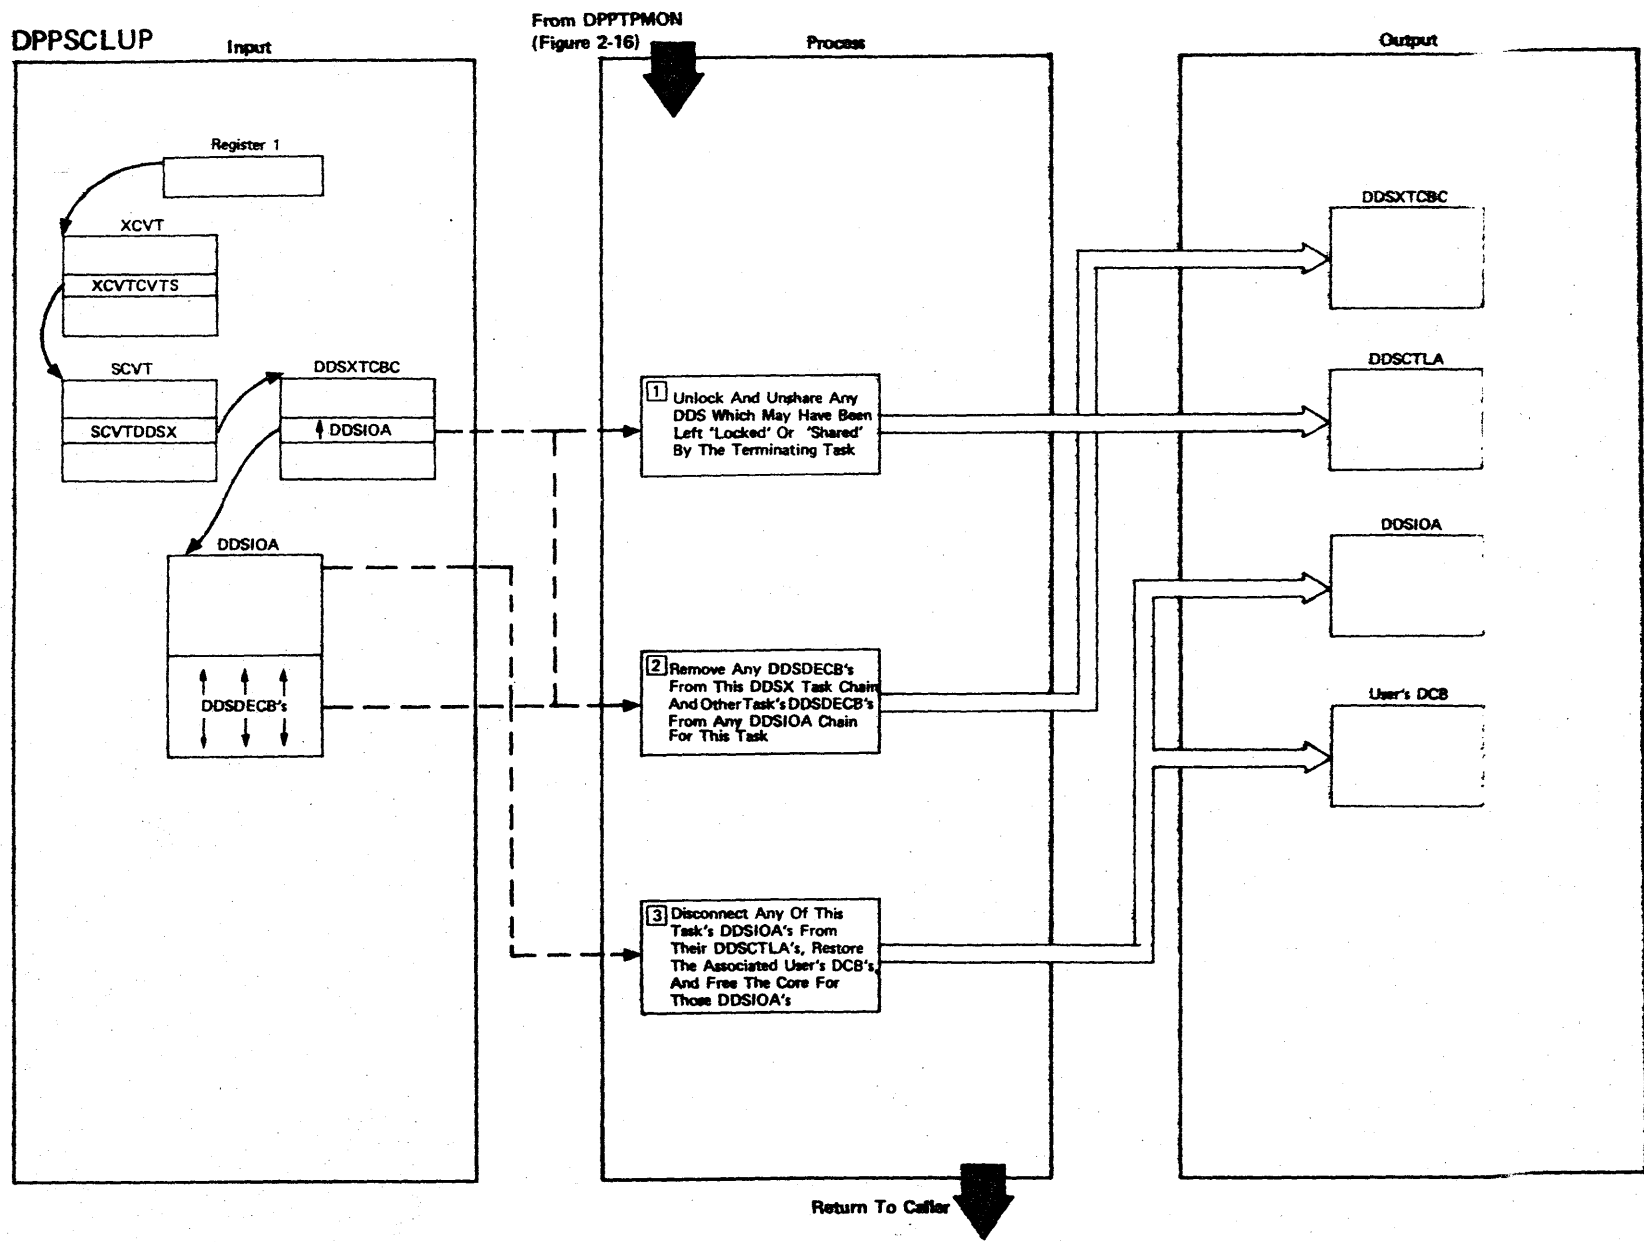 DPPSCLUP
Input
From DPPTPMON
(Figure 2-16)
Process
Output
Register 1
XCVT
XCVTCVTS
SCVT
SCVTDDSX
DDSXTCBC
DDSIOA
DDSIOA
DDSDECB's
1
Unlock And Unshare Any
DDS Which May Have Been
Left 'Locked' Or 'Shared'
By The Terminating Task
2
Remove Any DDSDECB's
From This DDSX Task Chain
And Other Task's DDSDECB's
From Any DDSIOA Chain
For This Task
3
Disconnect Any Of This
Task's DDSIOA's From
Their DDSCTLA's, Restore
The Associated User's DCB's,
And Free The Core For
Those DDSIOA's
DDSXTCBC
DDSCTLA
DDSIOA
User's DCB
Return To Caller